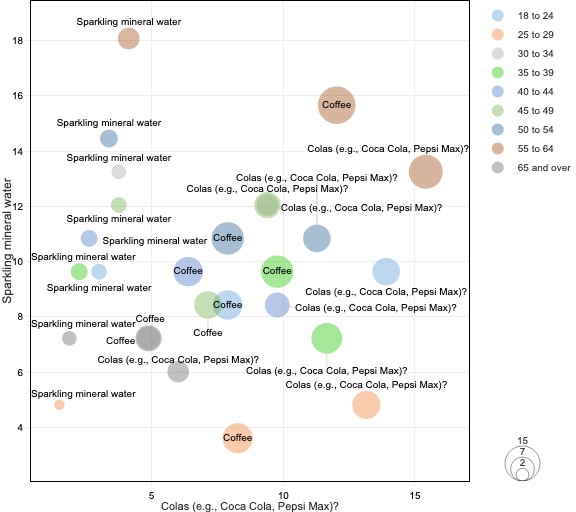 Sparkling mineral water
18
16
Coffee
Sparkling mineral water
14
Colas (e.g., Coca Cola, Pepsi Max)?
Sparkling mineral water
Colas (e.g., Coca Cola, Pepsi Max)?
Colas (e.g., Coca Cola, Pepsi Max)?
12
Colas (e.g., Coca Cola, Pepsi Max)?
Sparkling mineral water
Sparkling mineral water
Coffee
10
Sparkling mineral water
Coffee
Coffee
Sparkling mineral water
Colas (e.g., Coca Cola, Pepsi Max)?
Coffee
Colas (e.g., Coca Cola, Pepsi Max)?
8
Sparkling mineral water
Coffee
Coffee
Coffee
Colas (e.g., Coca Cola, Pepsi Max)?
6
Colas (e.g., Coca Cola, Pepsi Max)?
Colas (e.g., Coca Cola, Pepsi Max)?
Sparkling mineral water
4
Coffee
5
10
15
Colas (e.g., Coca Cola, Pepsi Max)?
Sparkling mineral water
18 to 24
25 to 29
30 to 34
35 to 39
40 to 44
45 to 49
50 to 54
55 to 64
65 and over
15
7
2